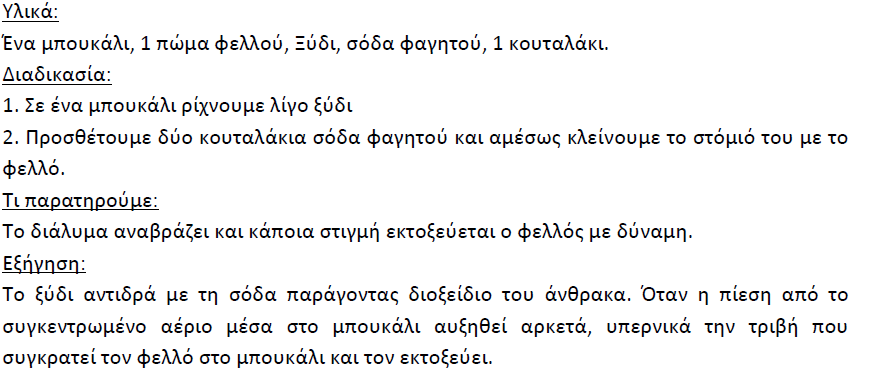 Υλικά:
Ένα μπουκάλι, 1 πώμα φελλού, Ξύδι, σόδα φαγητού, 1 κουταλάκι.
Διαδικασία:
1. Σε ένα μπουκάλι ρίχνουμε λίγο ξύδι
2. Προσθέτουμε δύο κουταλάκια σόδα φαγητού και αμέσως κλείνουμε το στόμιό του με το
φελλό.
Τι παρατηρούμε:
Το διάλυμα αναβράζει και κάποια στιγμή εκτοξεύεται ο φελλός με δύναμη.
Εξήγηση:
Το ξύδι αντιδρά με τη σόδα παράγοντας διοξείδιο του άνθρακα. Όταν η πίεση από το
συγκεντρωμένο αέριο μέσα στο μπουκάλι αυξηθεί αρκετά, υπερνικά την τριβή που
συγκρατεί τον φελλό στο μπουκάλι και τον εκτοξεύει.